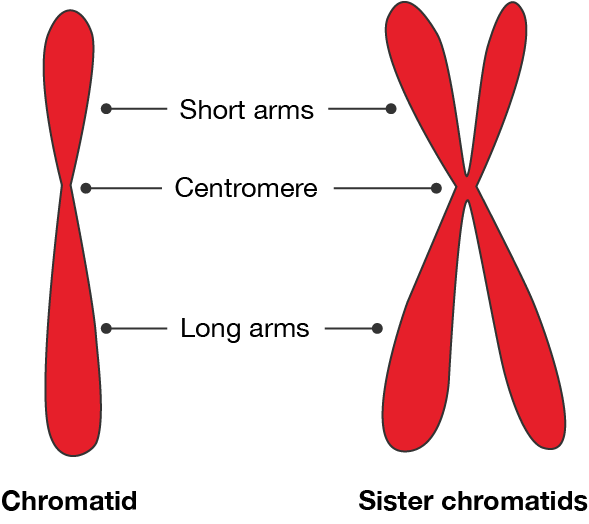 Short arms
Centromere
Long arms
Chromatid
Sister chromatids